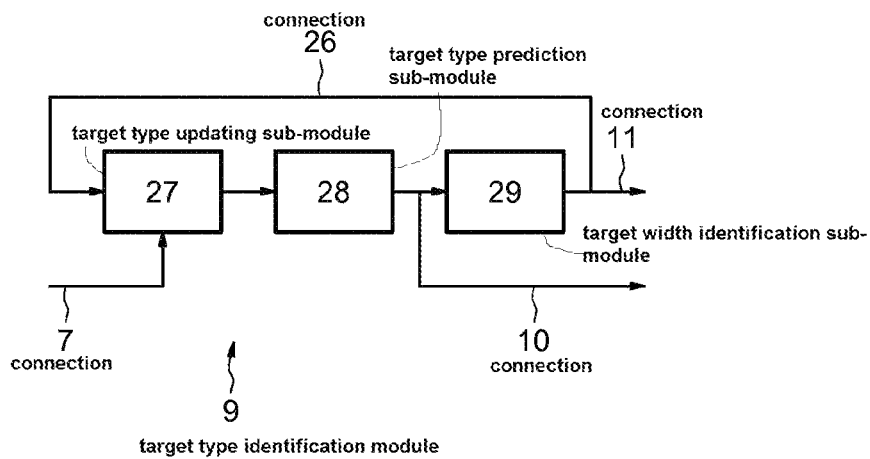 connection
26
target type prediction
sub-module
connection
11
target type updating sub-module
27
28
29
target width identification sub-
module
7
connection
10
connection
9
target type identification module